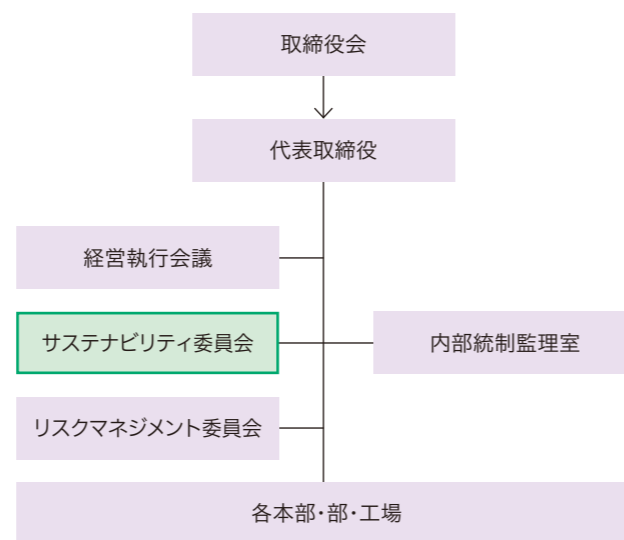 取締役会
代表取締役
経営執行会議
サステナビリティ委員会
内部統制監理室
リスクマネジメント委員会
各本部・部・工場